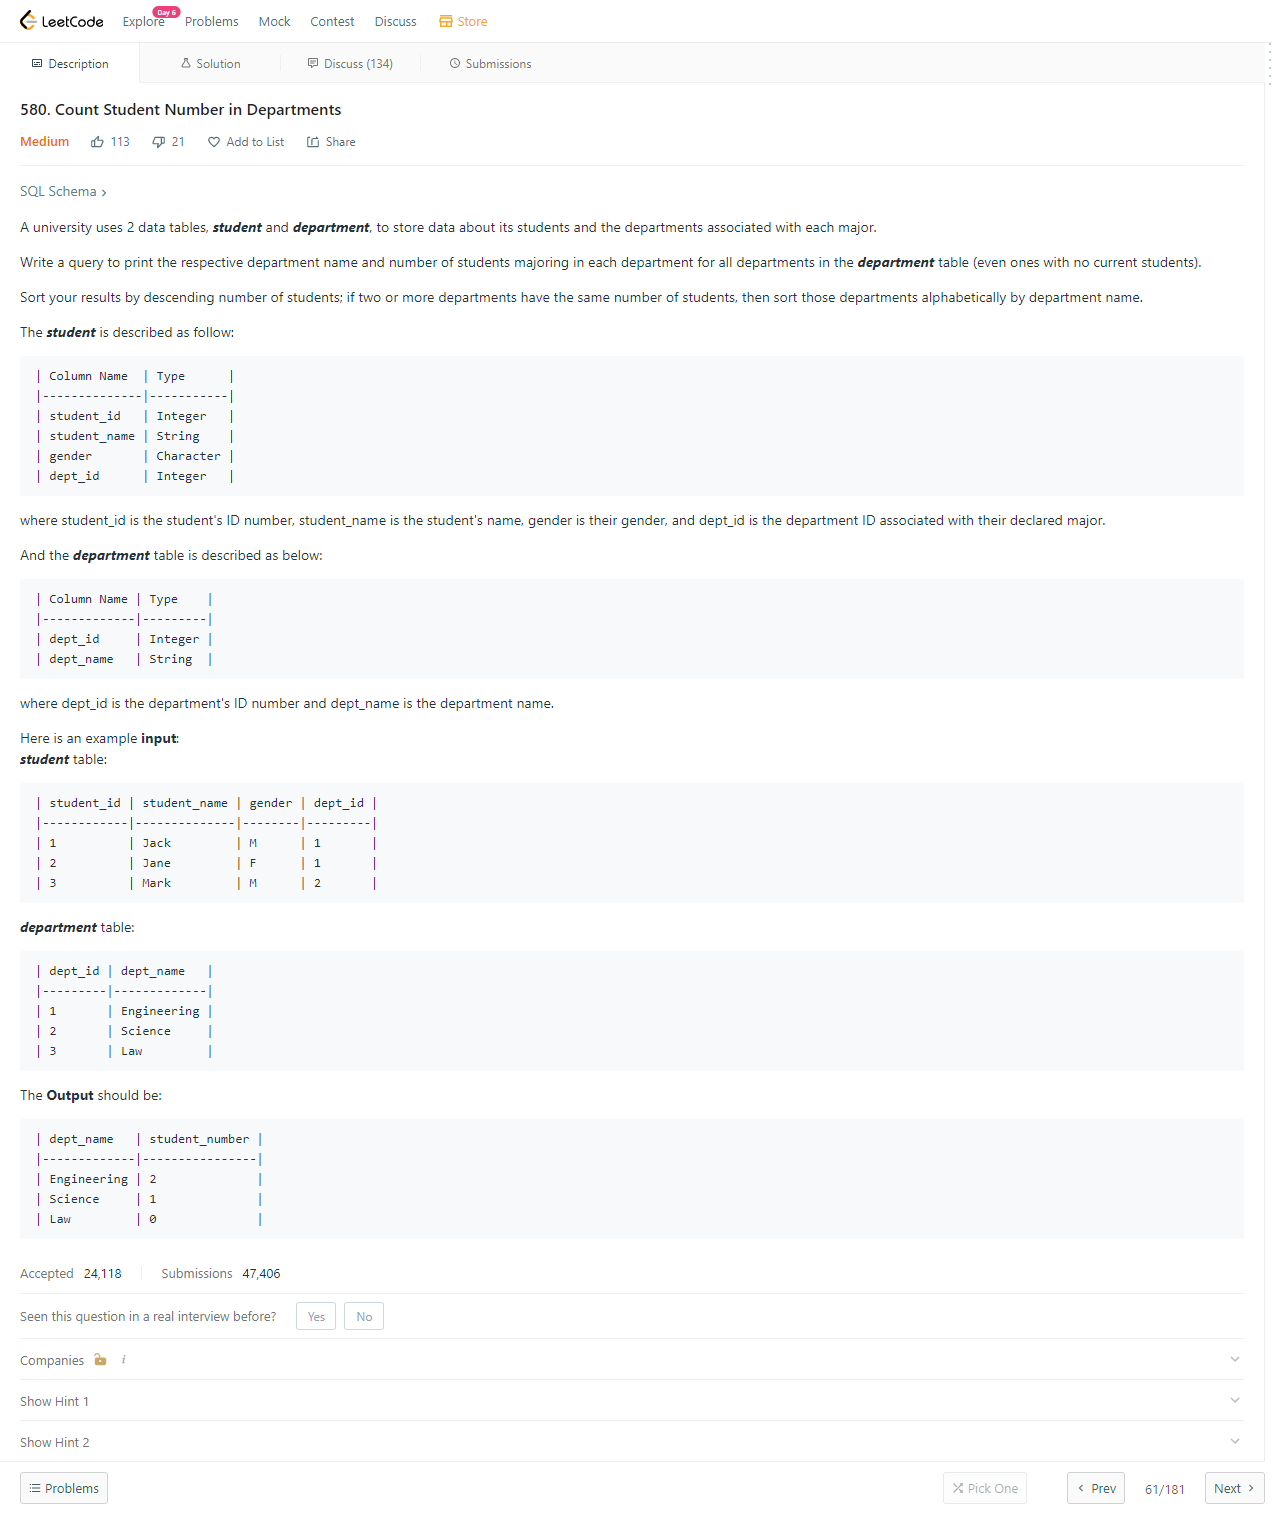 LeetCode Explore Day 6 Problems Mock Contest Discuss Store
Description Solution Discuss (134) Submissions
580. Count Student Number in Departments
Medium 113 21 Add to List Share
SQL Schema ›
A university uses 2 data tables, student and department, to store data about its students and the departments associated with each major.
Write a query to print the respective department name and number of students majoring in each department for all departments in the department table (even ones with no current students).
Sort your results by descending number of students; if two or more departments have the same number of students, then sort those departments alphabetically by department name.
The student is described as follow:
| Column Name  | Type      |
|--------------|-----------|
| student_id   | Integer   |
| student_name | String    |
| gender       | Character |
| dept_id      | Integer   |
where student_id is the student's ID number, student_name is the student's name, gender is their gender, and dept_id is the department ID associated with their declared major.
And the department table is described as below:
| Column Name | Type    |
|-------------|---------|
| dept_id     | Integer |
| dept_name   | String  |
where dept_id is the department's ID number and dept_name is the department name.
Here is an example input:
student table:
| student_id | student_name | gender | dept_id |
|------------|--------------|--------|---------|
| 1          | Jack         | M      | 1       |
| 2          | Jane         | F      | 1       |
| 3          | Mark         | M      | 2       |
department table:
| dept_id | dept_name   |
|---------|-------------|
| 1       | Engineering |
| 2       | Science     |
| 3       | Law         |
The Output should be:
| dept_name   | student_number |
|-------------|----------------|
| Engineering | 2              |
| Science     | 1              |
| Law         | 0              |
Accepted 24,118 Submissions 47,406
Seen this question in a real interview before? Yes No
Companies i
Show Hint 1
Show Hint 2
Problems Pick One ‹ Prev 61/181 Next ›